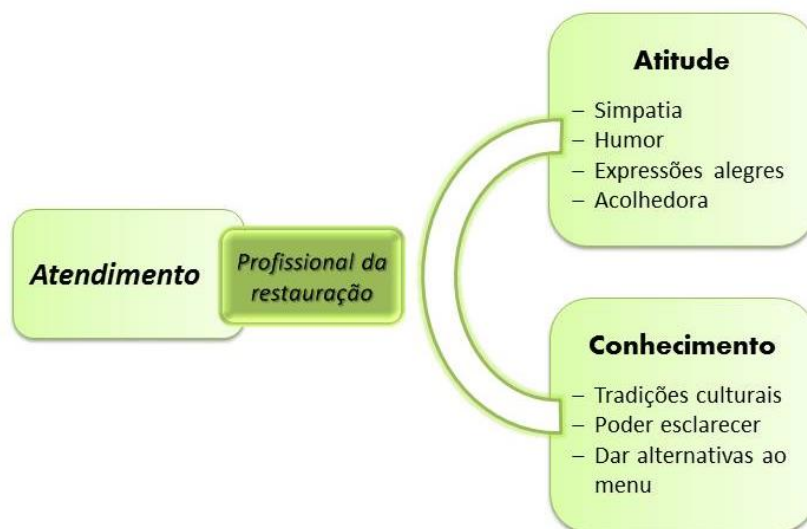 Atendimento
Profissional da
restauração
Atitude
– Simpatia
– Humor
– Expressões alegres
– Acolhedora
Conhecimento
– Tradições culturais
– Poder esclarecer
– Dar alternativas ao
menu